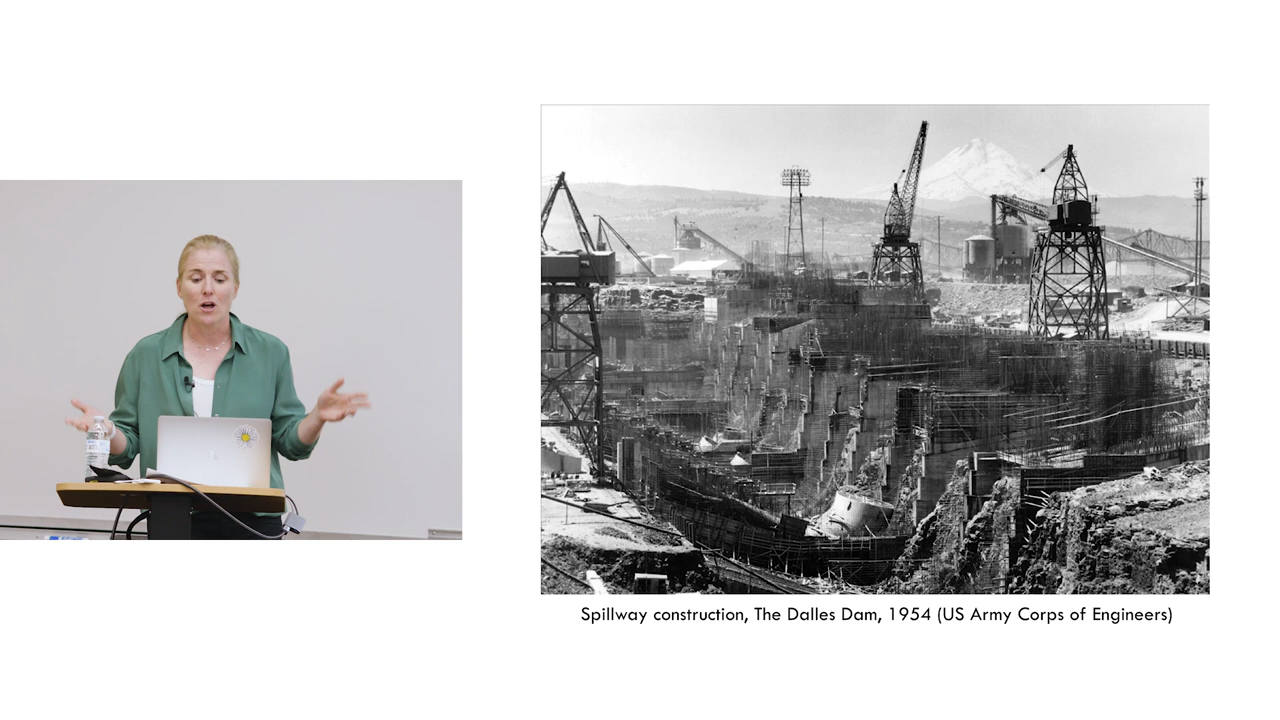 Spillway construction, The Dalles Dam, 1954 (US Army Corps of Engineers)